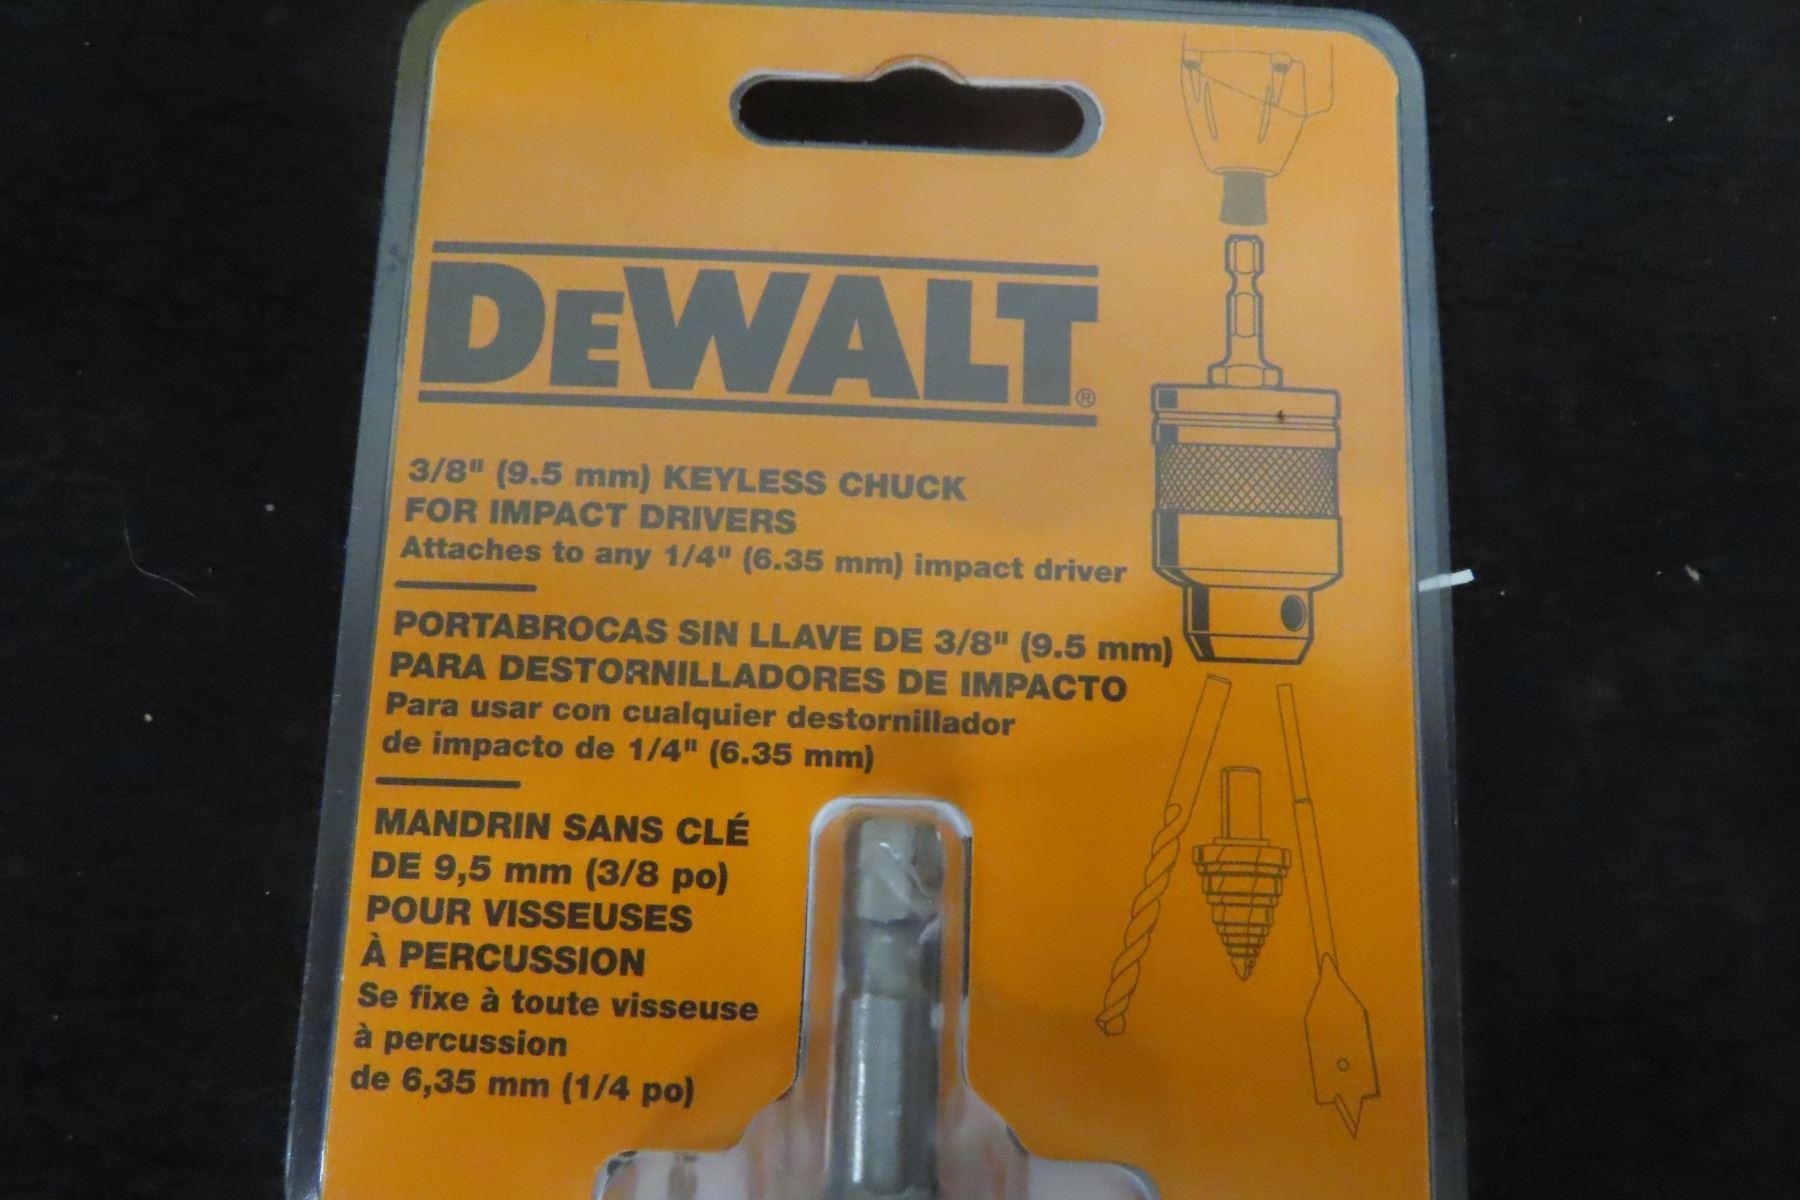 DEWALT®
3/8" (9.5 mm) KEYLESS CHUCK
FOR IMPACT DRIVERS
Attaches to any 1/4" (6.35 mm) impact driver
PORTABROCAS SIN LLAVE DE 3/8" (9.5 mm)
PARA DESTORNILLADORES DE IMPACTO
Para usar con cualquier destornillador
de impacto de 1/4" (6.35 mm)
MANDRIN SANS CLÉ
DE 9,5 mm (3/8 po)
POUR VISSEUSES
À PERCUSSION
Se fixe à toute visseuse
à percussion
de 6,35 mm (1/4 po)